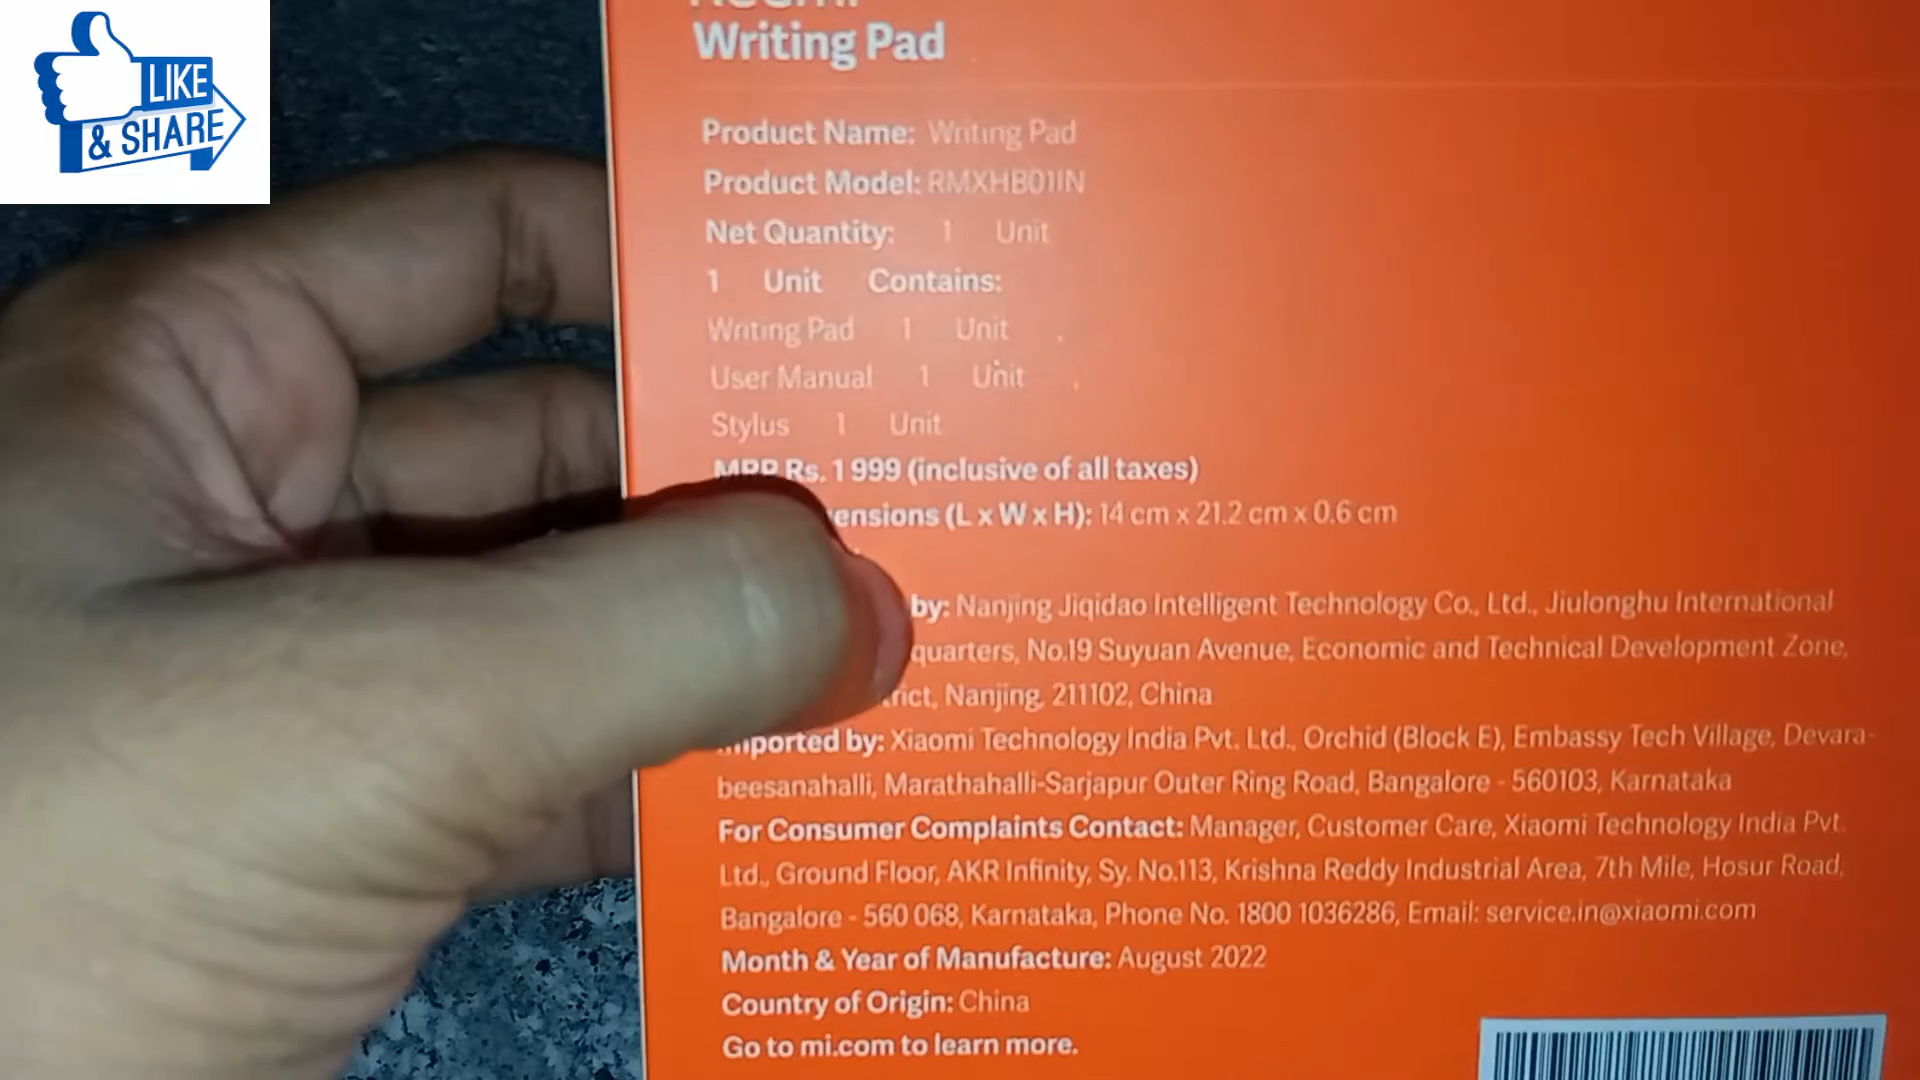 LIKE
& SHARE
Writing Pad
Product Name: Writing Pad
Product Model: RMXHB01IN
Net Quantity: 1 Unit
1 Unit Contains:
Writing Pad 1 Unit ,
User Manual 1 Unit ,
Stylus 1 Unit
MRP Rs. 1 999 (inclusive of all taxes)
(L x W x H): 14 cm x 21.2 cm x 0.6 cm
by: Nanjing Jiqidao Intelligent Technology Co., Ltd., Jiulonghu International
No.19 Suyuan Avenue, Economic and Technical Development Zone,
Nanjing, 211102, China
Imported by: Xiaomi Technology India Pvt. Ltd., Orchid (Block E), Embassy Tech Village, Devara-
beesanahalli, Marathahalli-Sarjapur Outer Ring Road, Bangalore - 560103, Karnataka
For Consumer Complaints Contact: Manager, Customer Care, Xiaomi Technology India Pvt.
Ltd., Ground Floor, AKR Infinity, Sy. No.113, Krishna Reddy Industrial Area, 7th Mile, Hosur Road,
Bangalore - 560 068, Karnataka, Phone No. 1800 1036286, Email: service.in@xiaomi.com
Month & Year of Manufacture: August 2022
Country of Origin: China
Go to mi.com to learn more.